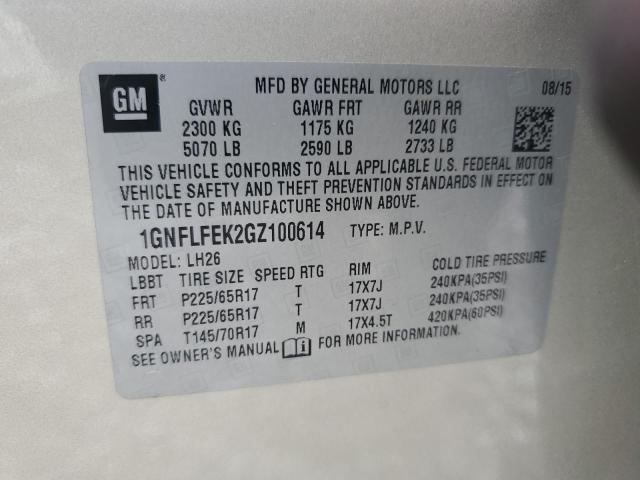 GM ®
MFD BY GENERAL MOTORS LLC 08/15
GVWR GAWR FRT GAWR RR
2300 KG 1175 KG 1240 KG
5070 LB 2590 LB 2733 LB
THIS VEHICLE CONFORMS TO ALL APPLICABLE U.S. FEDERAL MOTOR
VEHICLE SAFETY AND THEFT PREVENTION STANDARDS IN EFFECT ON
THE DATE OF MANUFACTURE SHOWN ABOVE.
1GNFLFEK2GZ100614 TYPE: M.P.V.
MODEL: LH26
LBBT TIRE SIZE SPEED RTG RIM COLD TIRE PRESSURE
FRT P225/65R17 T 17X7J 240KPA(35PSI)
RR P225/65R17 T 17X7J 240KPA(35PSI)
SPA T145/70R17 M 17X4.5T 420KPA(60PSI)
SEE OWNER'S MANUAL FOR MORE INFORMATION.